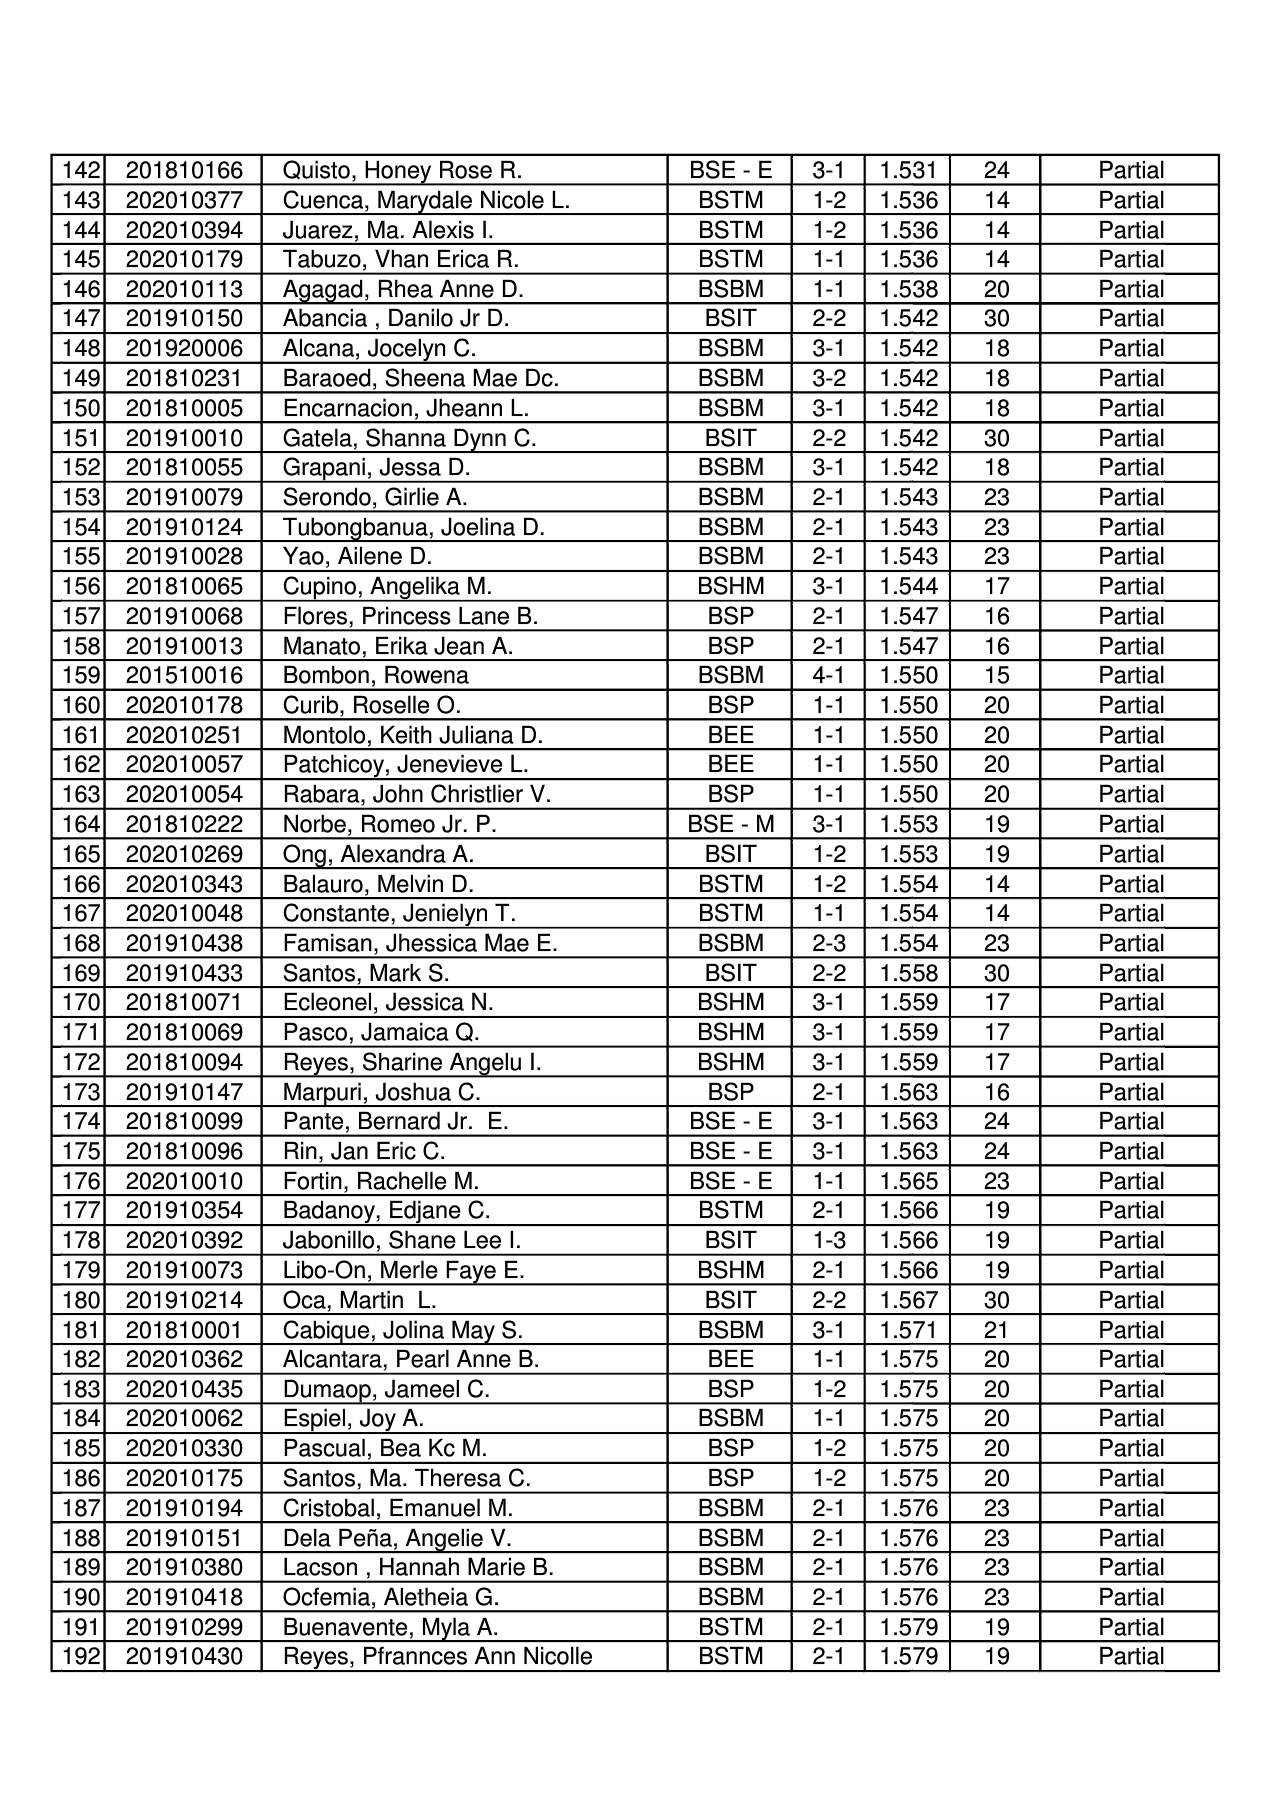 142 201810166 Quisto, Honey Rose R. BSE - E 3-1 1.531 24 Partial
143 202010377 Cuenca, Marydale Nicole L. BSTM 1-2 1.536 14 Partial
144 202010394 Juarez, Ma. Alexis I. BSTM 1-2 1.536 14 Partial
145 202010179 Tabuzo, Vhan Erica R. BSTM 1-1 1.536 14 Partial
146 202010113 Agagad, Rhea Anne D. BSBM 1-1 1.538 20 Partial
147 201910150 Abancia , Danilo Jr D. BSIT 2-2 1.542 30 Partial
148 201920006 Alcana, Jocelyn C. BSBM 3-1 1.542 18 Partial
149 201810231 Baraoed, Sheena Mae Dc. BSBM 3-2 1.542 18 Partial
150 201810005 Encarnacion, Jheann L. BSBM 3-1 1.542 18 Partial
151 201910010 Gatela, Shanna Dynn C. BSIT 2-2 1.542 30 Partial
152 201810055 Grapani, Jessa D. BSBM 3-1 1.542 18 Partial
153 201910079 Serondo, Girlie A. BSBM 2-1 1.543 23 Partial
154 201910124 Tubongbanua, Joelina D. BSBM 2-1 1.543 23 Partial
155 201910028 Yao, Ailene D. BSBM 2-1 1.543 23 Partial
156 201810065 Cupino, Angelika M. BSHM 3-1 1.544 17 Partial
157 201910068 Flores, Princess Lane B. BSP 2-1 1.547 16 Partial
158 201910013 Manato, Erika Jean A. BSP 2-1 1.547 16 Partial
159 201510016 Bombon, Rowena BSBM 4-1 1.550 15 Partial
160 202010178 Curib, Roselle O. BSP 1-1 1.550 20 Partial
161 202010251 Montolo, Keith Juliana D. BEE 1-1 1.550 20 Partial
162 202010057 Patchicoy, Jenevieve L. BEE 1-1 1.550 20 Partial
163 202010054 Rabara, John Christlier V. BSP 1-1 1.550 20 Partial
164 201810222 Norbe, Romeo Jr. P. BSE - M 3-1 1.553 19 Partial
165 202010269 Ong, Alexandra A. BSIT 1-2 1.553 19 Partial
166 202010343 Balauro, Melvin D. BSTM 1-2 1.554 14 Partial
167 202010048 Constante, Jenielyn T. BSTM 1-1 1.554 14 Partial
168 201910438 Famisan, Jhessica Mae E. BSBM 2-3 1.554 23 Partial
169 201910433 Santos, Mark S. BSIT 2-2 1.558 30 Partial
170 201810071 Ecleonel, Jessica N. BSHM 3-1 1.559 17 Partial
171 201810069 Pasco, Jamaica Q. BSHM 3-1 1.559 17 Partial
172 201810094 Reyes, Sharine Angelu I. BSHM 3-1 1.559 17 Partial
173 201910147 Marpuri, Joshua C. BSP 2-1 1.563 16 Partial
174 201810099 Pante, Bernard Jr.  E. BSE - E 3-1 1.563 24 Partial
175 201810096 Rin, Jan Eric C. BSE - E 3-1 1.563 24 Partial
176 202010010 Fortin, Rachelle M. BSE - E 1-1 1.565 23 Partial
177 201910354 Badanoy, Edjane C. BSTM 2-1 1.566 19 Partial
178 202010392 Jabonillo, Shane Lee I. BSIT 1-3 1.566 19 Partial
179 201910073 Libo-On, Merle Faye E. BSHM 2-1 1.566 19 Partial
180 201910214 Oca, Martin  L. BSIT 2-2 1.567 30 Partial
181 201810001 Cabique, Jolina May S. BSBM 3-1 1.571 21 Partial
182 202010362 Alcantara, Pearl Anne B. BEE 1-1 1.575 20 Partial
183 202010435 Dumaop, Jameel C. BSP 1-2 1.575 20 Partial
184 202010062 Espiel, Joy A. BSBM 1-1 1.575 20 Partial
185 202010330 Pascual, Bea Kc M. BSP 1-2 1.575 20 Partial
186 202010175 Santos, Ma. Theresa C. BSP 1-2 1.575 20 Partial
187 201910194 Cristobal, Emanuel M. BSBM 2-1 1.576 23 Partial
188 201910151 Dela Peña, Angelie V. BSBM 2-1 1.576 23 Partial
189 201910380 Lacson , Hannah Marie B. BSBM 2-1 1.576 23 Partial
190 201910418 Ocfemia, Aletheia G. BSBM 2-1 1.576 23 Partial
191 201910299 Buenavente, Myla A. BSTM 2-1 1.579 19 Partial
192 201910430 Reyes, Pfrannces Ann Nicolle BSTM 2-1 1.579 19 Partial